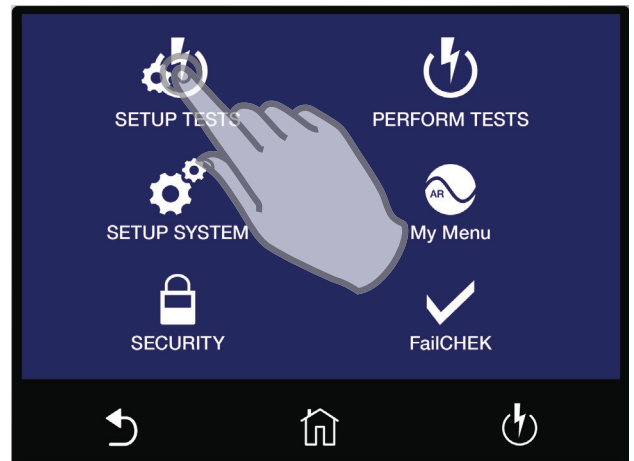 SETUP TESTS
PERFORM TESTS
AR
SETUP SYSTEM
My Menu
SECURITY
FailCHEK